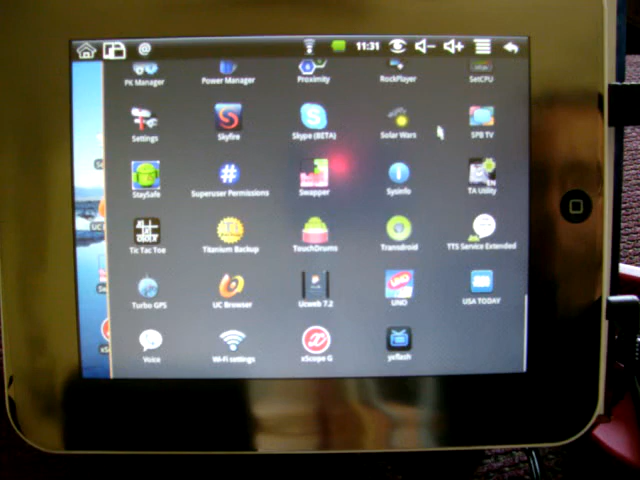 11:31
PK Manager Power Manager Proximity RockPlayer SetCPU
Settings Skyfire Skype (BETA) Solar Wars SPB TV
StaySafe Superuser Permissions Swapper Sysinfo TA Utility
Tic Tac Toe Titanium Backup TouchDrums Transdroid TTS Service Extended
Turbo GPS UC Browser Ucweb 7.2 UNO USA TODAY
Voice Wi-Fi settings xScope G yxflash